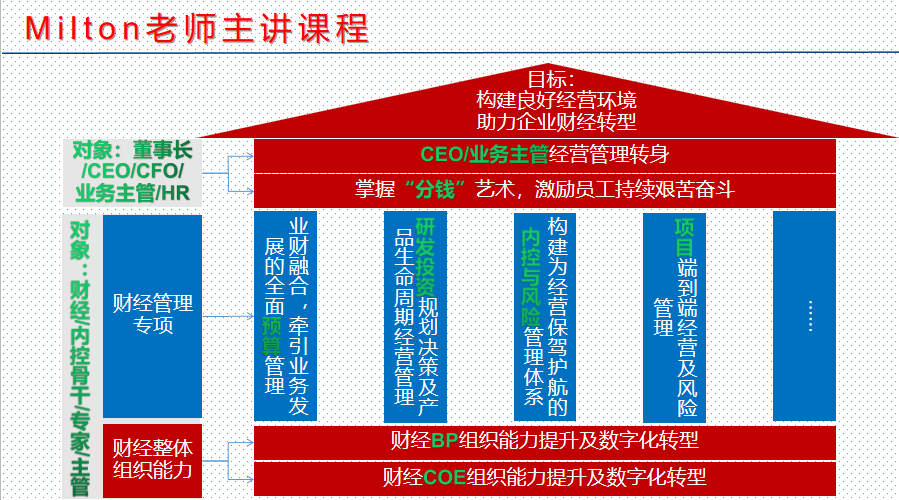 Milton老师主讲课程
目标：
构建良好经营环境
助力企业财经转型
对象：董事长
/CEO/CFO/
业务主管/HR
CEO/业务主管经营管理转身
掌握“分钱”艺术，激励员工持续艰苦奋斗
对象：财经/内控骨干/专家/主管
财经管理
专项
业财融合，牵引业务发
展的全面预算管理
研发投资规划决策及产
品生命周期经营管理
构建为经营保驾护航的
内控与风险管理体系
项目端到端经营及风险
管理
……
财经整体
组织能力
财经BP组织能力提升及数字化转型
财经COE组织能力提升及数字化转型